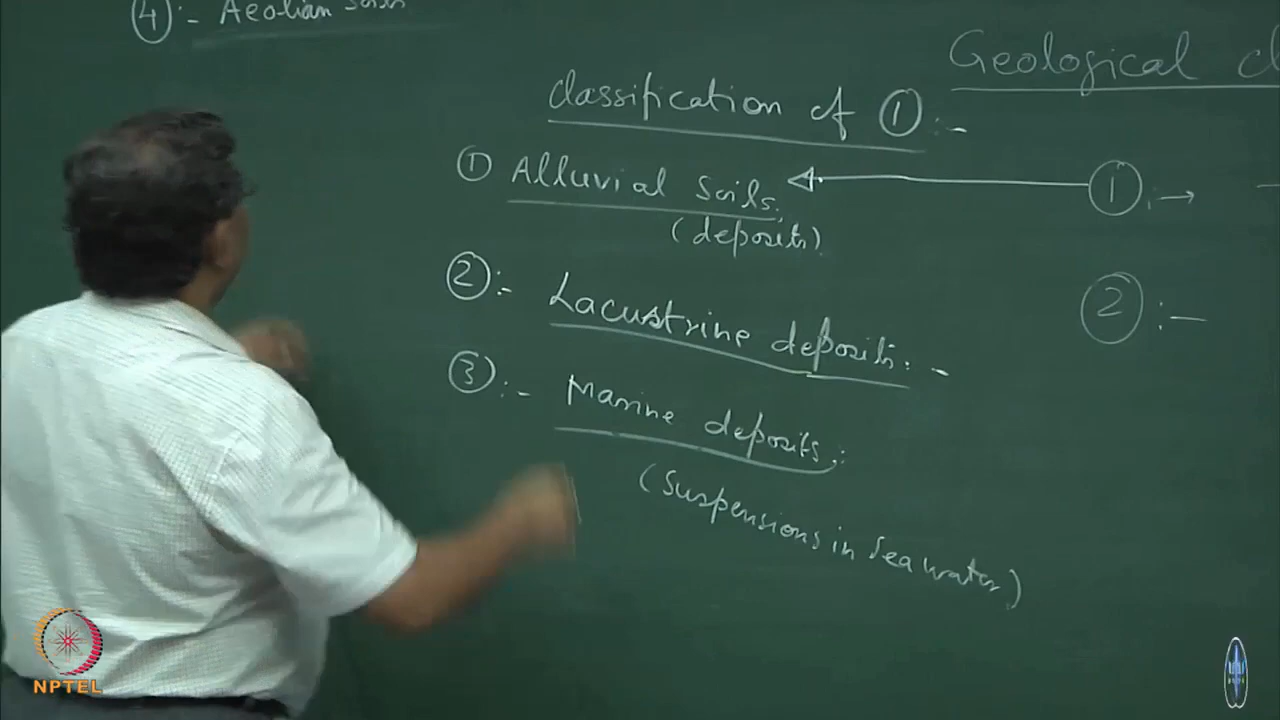 ④:- Aeolian Soils
Geological cl
Classification of ①:-
① Alluvial Soils.
(deposits)
②:- Lacustrine deposits.-
③:- Marine deposits:
(Suspensions in Sea water)
①:→
②:-
NPTEL